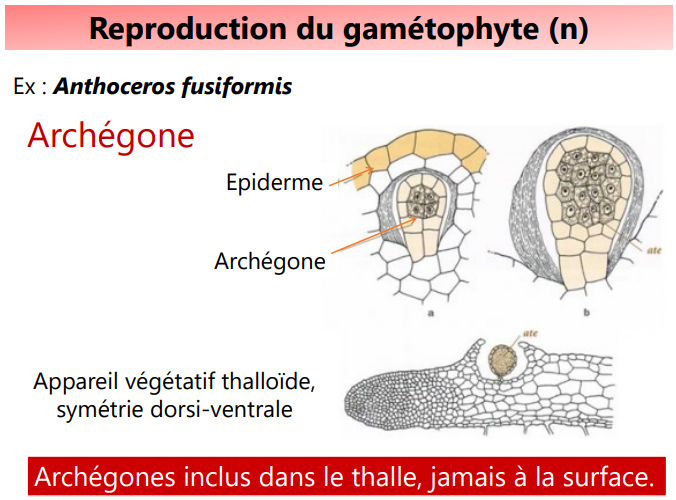 Reproduction du gamétophyte (n)
Ex : Anthoceros fusiformis
Archégone
Epiderme
Archégone
ate
a
b
ate
Appareil végétatif thalloïde,
symétrie dorsi-ventrale
Archégones inclus dans le thalle, jamais à la surface.